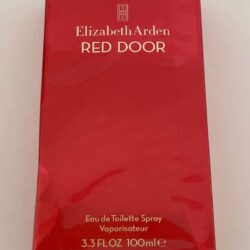 Elizabeth Arden
RED DOOR
Eau de Toilette Spray
Vaporisateur
3.3 FL OZ 100ml℮